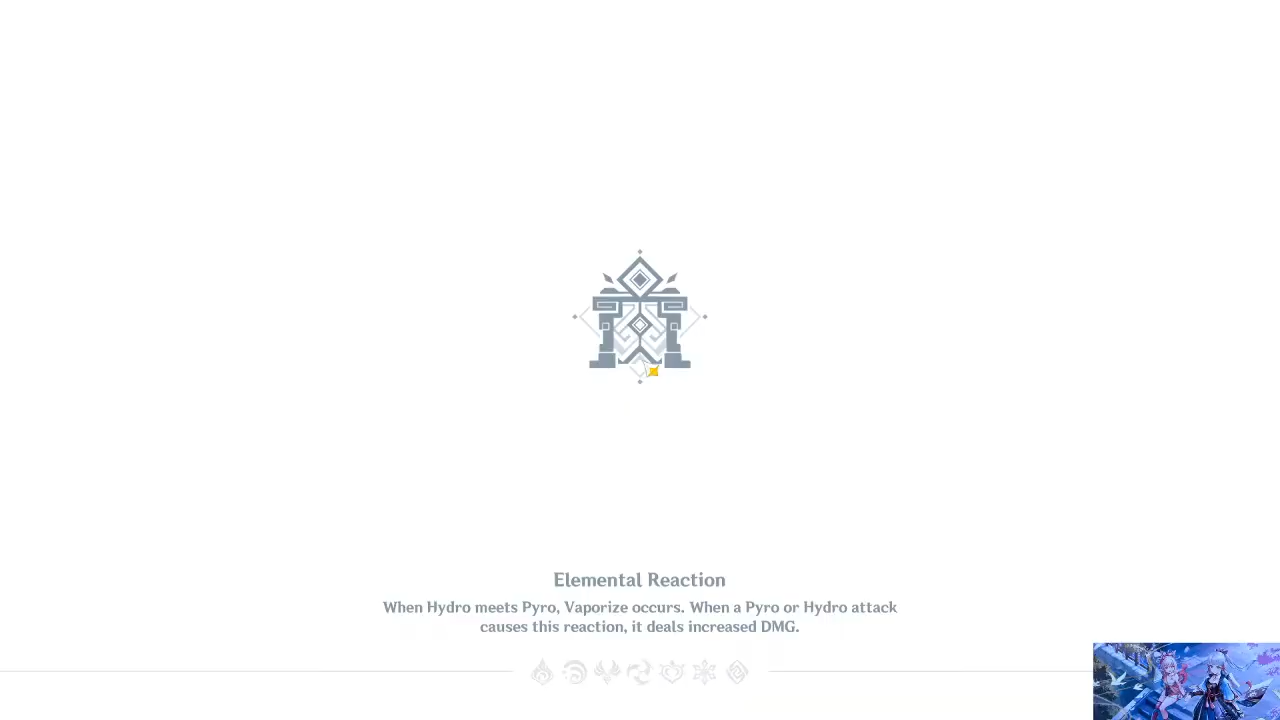 Elemental Reaction
When Hydro meets Pyro, Vaporize occurs. When a Pyro or Hydro attack
causes this reaction, it deals increased DMG.